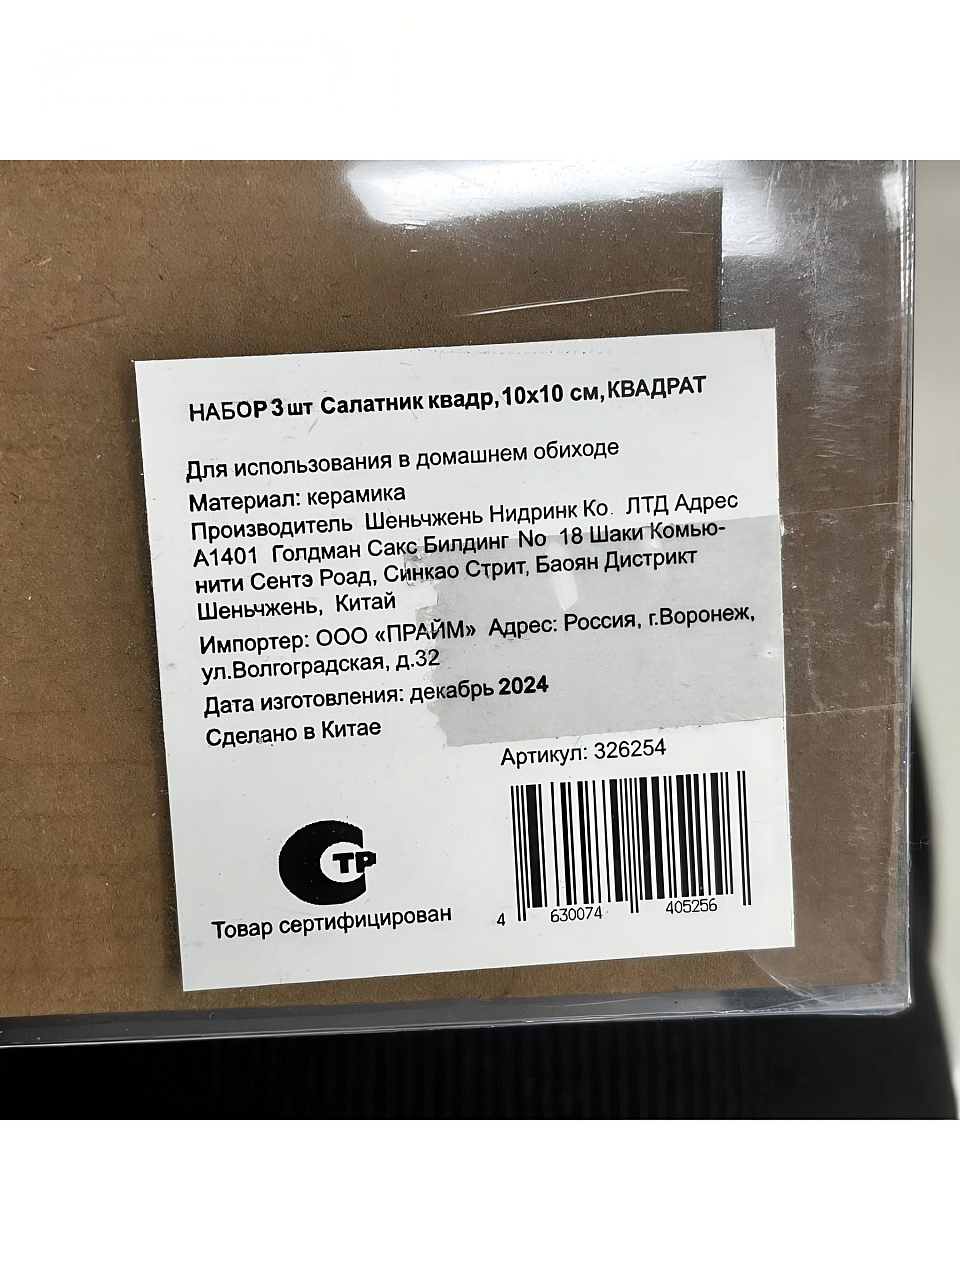 НАБОР 3 шт Салатник квадр, 10х10 см, КВАДРАТ
Для использования в домашнем обиходе
Материал: керамика
Производитель Шеньчжень Нидринк Ко. ЛТД Адрес
А1401 Голдман Сакс Билдинг No 18 Шаки Комью-
нити Сентэ Роад, Синкао Стрит, Баоян Дистрикт
Шеньчжень, Китай
Импортер: ООО «ПРАЙМ» Адрес: Россия, г.Воронеж,
ул.Волгоградская, д.32
Дата изготовления: декабрь 2024
Сделано в Китае
Артикул: 326254
СТР
Товар сертифицирован
4 630074 405256